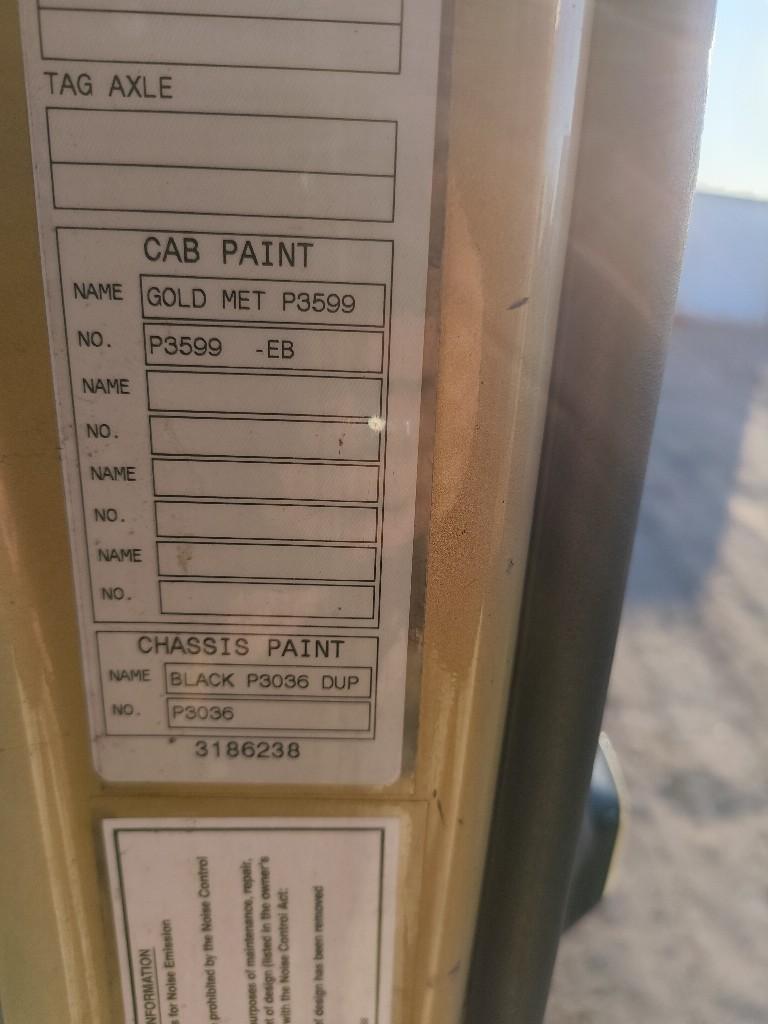 TAG AXLE
CAB PAINT
NAME GOLD MET P3599
NO. P3599 -EB
NAME
NO.
NAME
NO.
NAME
NO.
CHASSIS PAINT
NAME BLACK P3036 DUP
NO. P3036
3186238
NFORMATION
s for Noise Emission
prohibited by the Noise Control
urposes of maintenance, repair,
t of design (listed in the owner's
with the Noise Control Act:
of design has been removed